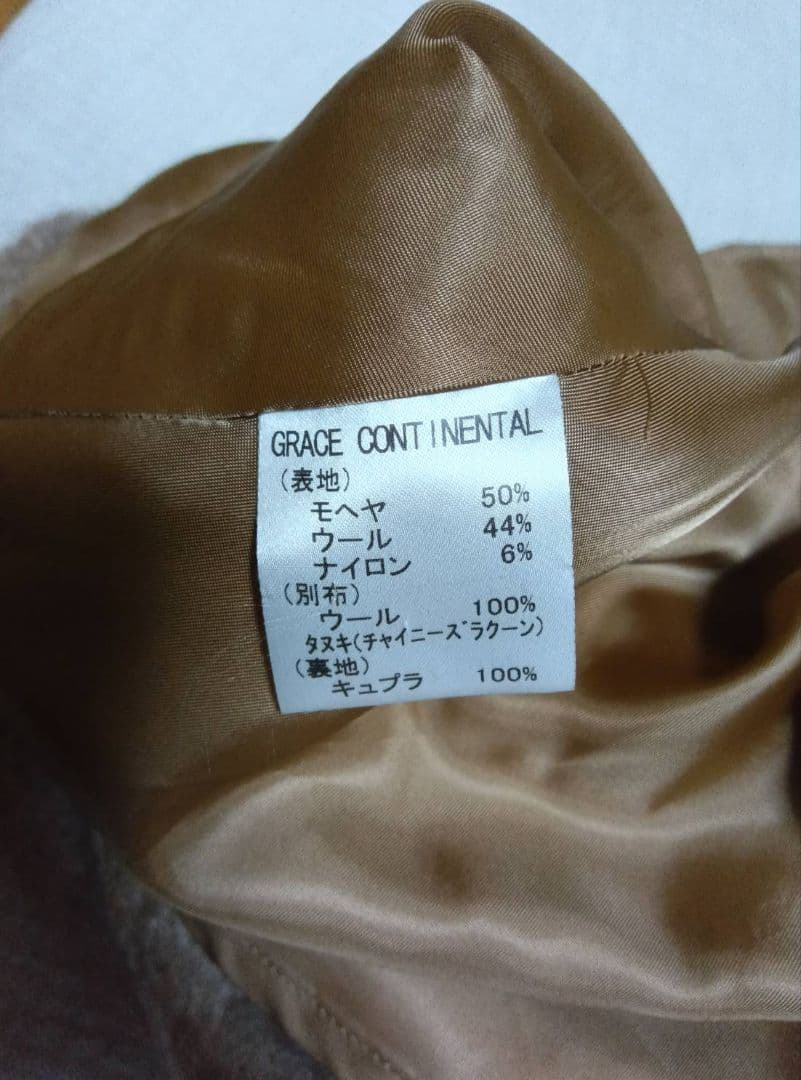 GRACE CONTINENTAL
(表地)
モヘヤ 50%
ウール 44%
ナイロン 6%
(別布)
ウール 100%
タヌキ(チャイニーズラクーン)
(裏地)
キュプラ 100%